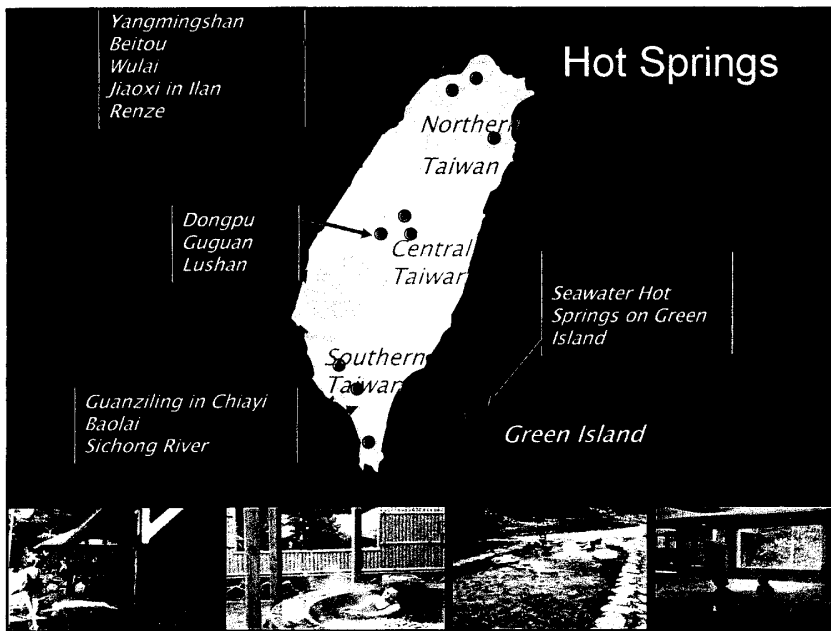 Yangmingshan
Beitou
Wulai
Jiaoxi in Ilan
Renze
Hot Springs
Northern
Taiwan
Dongpu
Guguan
Lushan
Central
Taiwan
Seawater Hot
Springs on Green
Island
Southern
Taiwan
Guanziling in Chiayi
Baolai
Sichong River
Green Island